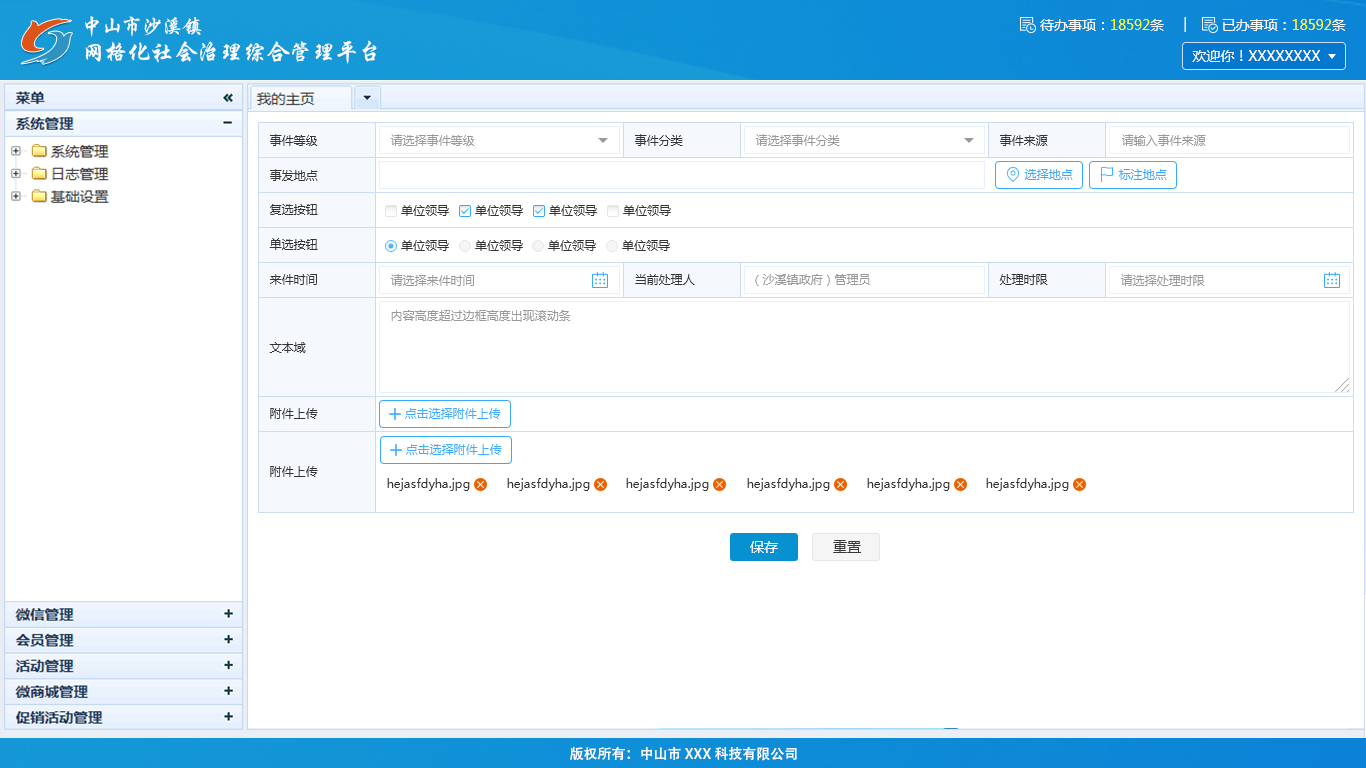 中山市沙溪镇
网格化社会治理综合管理平台
待办事项：18592条 | 已办事项：18592条
欢迎你！XXXXXXXX
菜单
系统管理
系统管理
日志管理
基础设置
微信管理
会员管理
活动管理
微商城管理
促销活动管理
我的主页
事件等级 请选择事件等级 事件分类 请选择事件分类 事件来源 请输入事件来源
事发地点 选择地点 标注地点
复选按钮 单位领导 单位领导 单位领导 单位领导
单选按钮 单位领导 单位领导 单位领导 单位领导
来件时间 请选择来件时间 当前处理人 （沙溪镇政府）管理员 处理时限 请选择处理时限
文本域 内容高度超过边框高度出现滚动条
附件上传 点击选择附件上传
附件上传 点击选择附件上传
hejasfdyha.jpg hejasfdyha.jpg hejasfdyha.jpg hejasfdyha.jpg hejasfdyha.jpg hejasfdyha.jpg
保存 重置
版权所有：中山市 XXX 科技有限公司